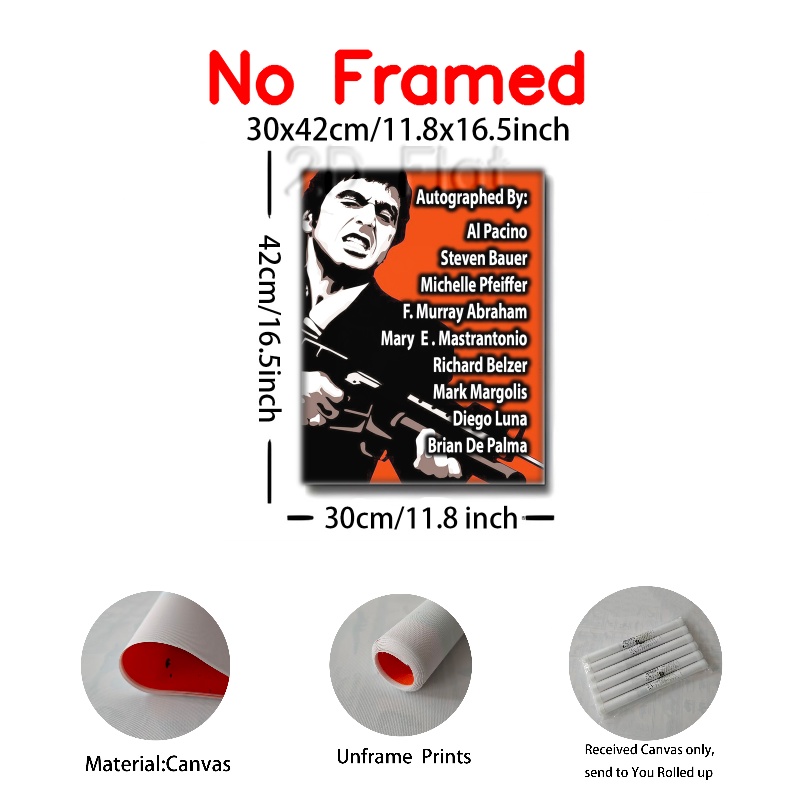 No Framed
30x42cm/11.8x16.5inch
3D Flat
42cm/16.5inch
Autographed By:
Al Pacino
Steven Bauer
Michelle Pfeiffer
F. Murray Abraham
Mary E . Mastrantonio
Richard Belzer
Mark Margolis
Diego Luna
Brian De Palma
30cm/11.8 inch
Material:Canvas
Unframe Prints
Received Canvas only,
send to You Rolled up